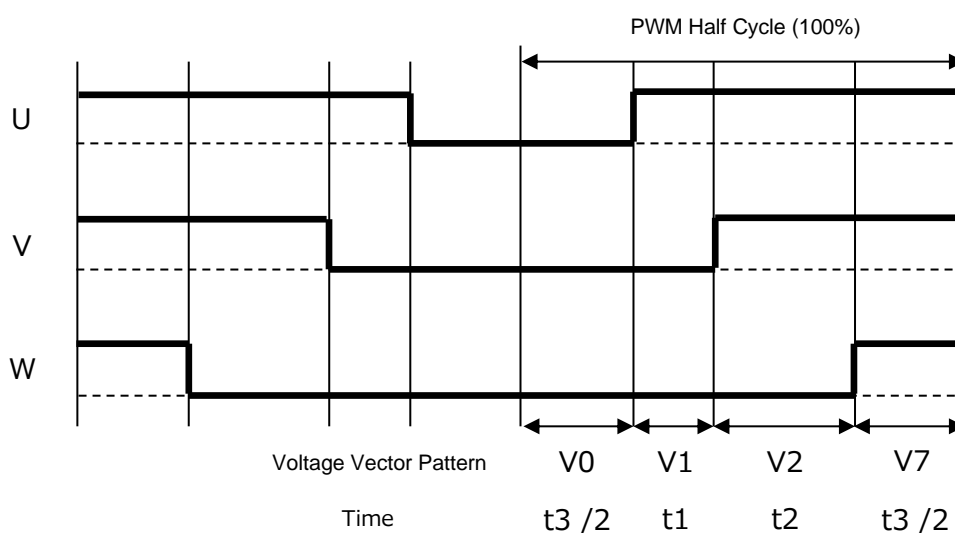 PWM Half Cycle (100%)
U
V
W
Voltage Vector Pattern V0 V1 V2 V7
Time t3 /2 t1 t2 t3 /2